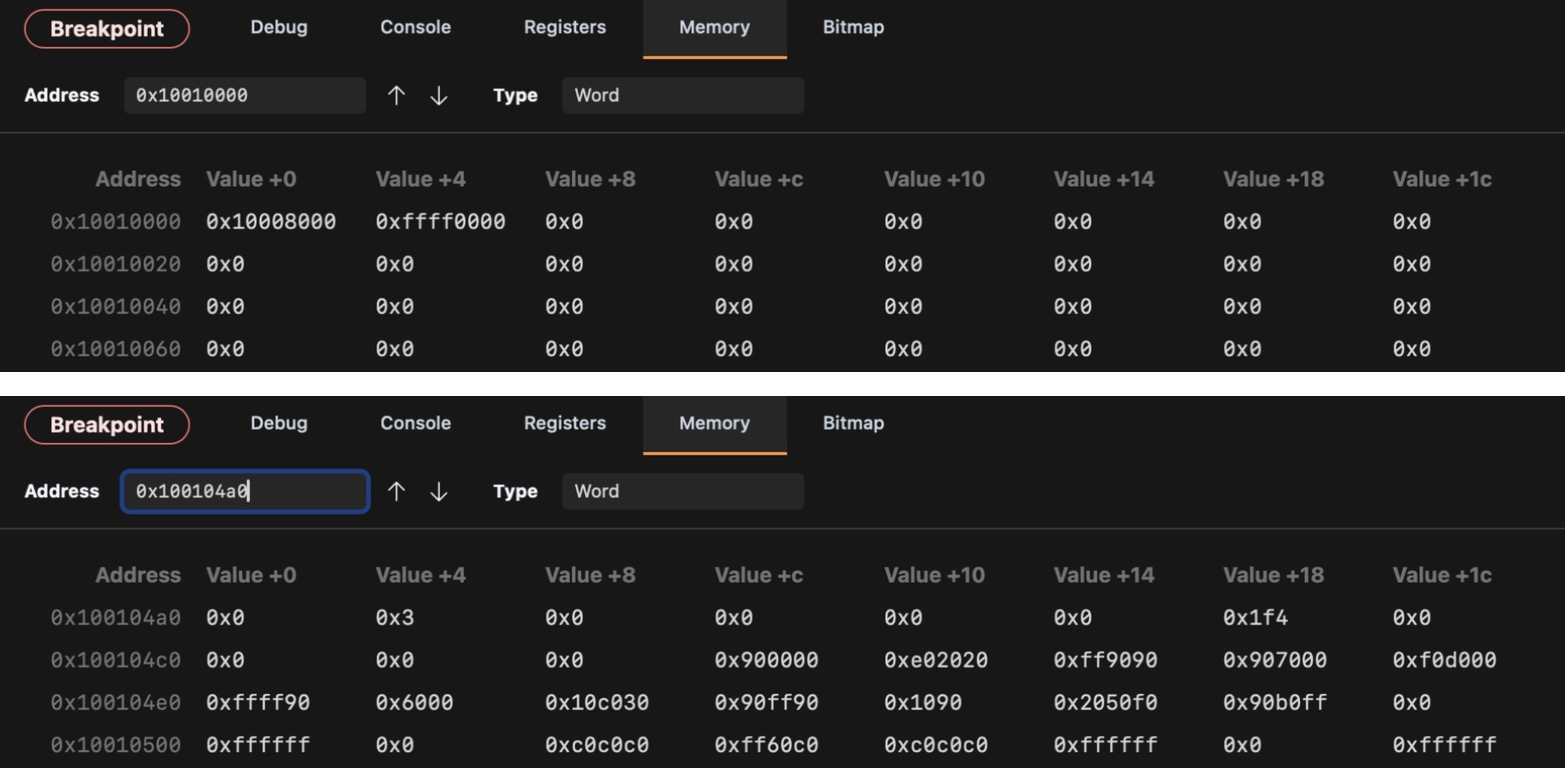 Breakpoint Debug Console Registers Memory Bitmap
Address 0x10010000 ↑ ↓ Type Word
Address Value +0 Value +4 Value +8 Value +c Value +10 Value +14 Value +18 Value +1c
0x10010000 0x10008000 0xffff0000 0x0 0x0 0x0 0x0 0x0 0x0
0x10010020 0x0 0x0 0x0 0x0 0x0 0x0 0x0 0x0
0x10010040 0x0 0x0 0x0 0x0 0x0 0x0 0x0 0x0
0x10010060 0x0 0x0 0x0 0x0 0x0 0x0 0x0 0x0
Breakpoint Debug Console Registers Memory Bitmap
Address 0x100104a0 ↑ ↓ Type Word
Address Value +0 Value +4 Value +8 Value +c Value +10 Value +14 Value +18 Value +1c
0x100104a0 0x0 0x3 0x0 0x0 0x0 0x0 0x1f4 0x0
0x100104c0 0x0 0x0 0x0 0x900000 0xe02020 0xff9090 0x907000 0xf0d000
0x100104e0 0xffff90 0x6000 0x10c030 0x90ff90 0x1090 0x2050f0 0x90b0ff 0x0
0x10010500 0xffffff 0x0 0xc0c0c0 0xff60c0 0xc0c0c0 0xffffff 0x0 0xffffff